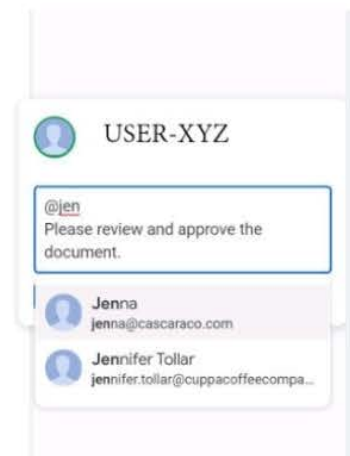 USER-XYZ
@jen
Please review and approve the
document.
Jenna
jenna@cascaraco.com
Jennifer Tollar
jennifer.tollar@cuppacoffeecompa...